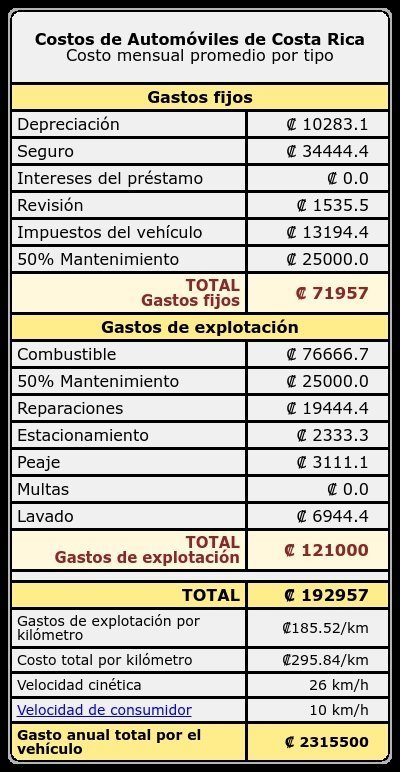 Costos de Automóviles de Costa Rica
Costo mensual promedio por tipo
Gastos fijos
Depreciación ₡ 10283.1
Seguro ₡ 34444.4
Intereses del préstamo ₡ 0.0
Revisión ₡ 1535.5
Impuestos del vehículo ₡ 13194.4
50% Mantenimiento ₡ 25000.0
TOTAL
Gastos fijos ₡ 71957
Gastos de explotación
Combustible ₡ 76666.7
50% Mantenimiento ₡ 25000.0
Reparaciones ₡ 19444.4
Estacionamiento ₡ 2333.3
Peaje ₡ 3111.1
Multas ₡ 0.0
Lavado ₡ 6944.4
TOTAL
Gastos de explotación ₡ 121000
TOTAL ₡ 192957
Gastos de explotación por
kilómetro ₡185.52/km
Costo total por kilómetro ₡295.84/km
Velocidad cinética 26 km/h
Velocidad de consumidor 10 km/h
Gasto anual total por el
vehículo ₡ 2315500